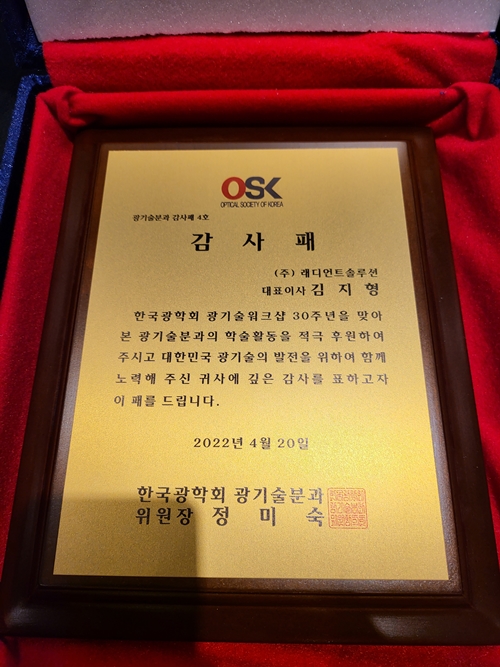 OSK
OPTICAL SOCIETY OF KOREA
광기술분과 감사패 4호
감 사 패
(주) 래디언트솔루션
대표이사 김 지 형
한국광학회 광기술워크샵 30주년을 맞아
본 광기술분과의 학술활동을 적극 후원하여
주시고 대한민국 광기술의 발전을 위하여 함께
노력해 주신 귀사에 깊은 감사를 표하고자
이 패를 드립니다.
2022년 4월 20일
한국광학회 광기술분과
위원장 정 미 숙